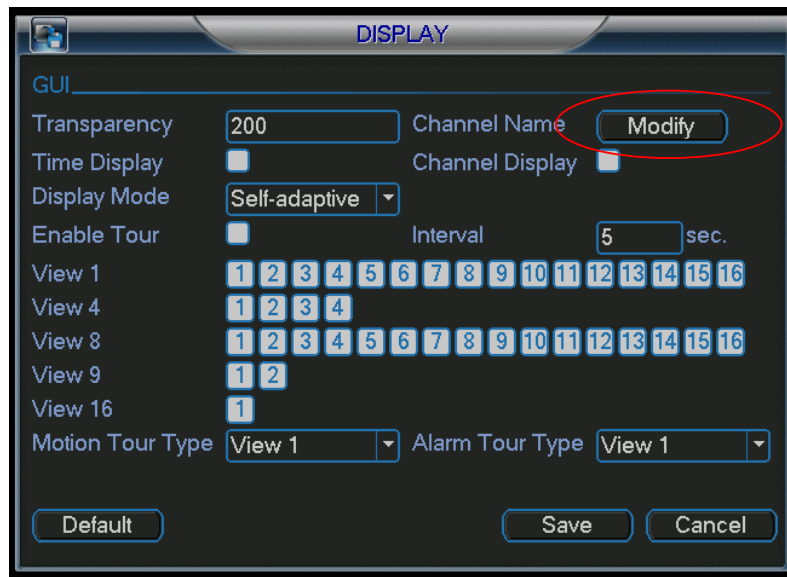 DISPLAY
GUI
Transparency 200 Channel Name Modify
Time Display Channel Display
Display Mode Self-adaptive
Enable Tour Interval 5 sec.
View 1 1 2 3 4 5 6 7 8 9 10 11 12 13 14 15 16
View 4 1 2 3 4
View 8 1 2 3 4 5 6 7 8 9 10 11 12 13 14 15 16
View 9 1 2
View 16 1
Motion Tour Type View 1 Alarm Tour Type View 1
Default Save Cancel